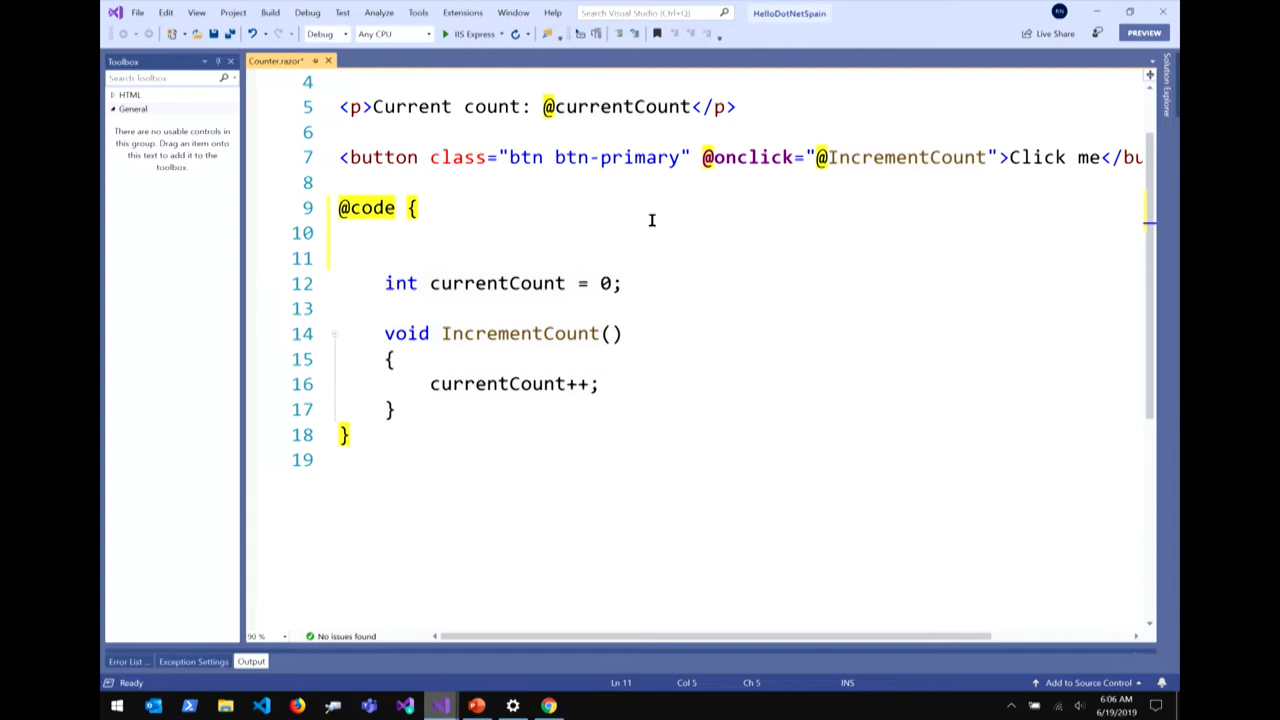 File Edit View Project Build Debug Test Analyze Tools Extensions Window Help Search Visual Studio (Ctrl+Q) HelloDotNetSpain RN
Debug Any CPU IIS Express Live Share PREVIEW
Toolbox
Counter.razor*
Solution Explorer
Search Toolbox
HTML
General
There are no usable controls in
this group. Drag an item onto
this text to add it to the
toolbox.
4
5 <p>Current count: @currentCount</p>
6
7 <button class="btn btn-primary" @onclick="@IncrementCount">Click me</bu
8
9 @code {
10
11
12 int currentCount = 0;
13
14 void IncrementCount()
15 {
16 currentCount++;
17 }
18 }
19
90 % No issues found
Error List ... Exception Settings Output
Ready Ln 11 Col 5 Ch 5 INS Add to Source Control
6:06 AM
6/19/2019